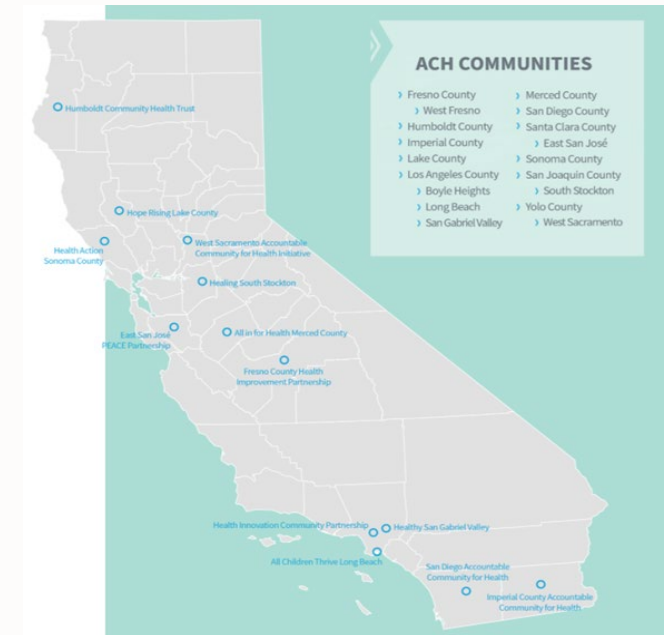 ACH COMMUNITIES
› Fresno County
› West Fresno
› Humboldt County
› Imperial County
› Lake County
› Los Angeles County
› Boyle Heights
› Long Beach
› San Gabriel Valley
› Merced County
› San Diego County
› Santa Clara County
› East San José
› Sonoma County
› San Joaquin County
› South Stockton
› Yolo County
› West Sacramento
Humboldt Community Health Trust
Hope Rising Lake County
Health Action
Sonoma County
West Sacramento Accountable
Community for Health Initiative
Healing South Stockton
East San José
PEACE Partnership
All in for Health Merced County
Fresno County Health
Improvement Partnership
Health Innovation Community Partnership
Healthy San Gabriel Valley
All Children Thrive Long Beach
San Diego Accountable
Community for Health
Imperial County Accountable
Community for Health